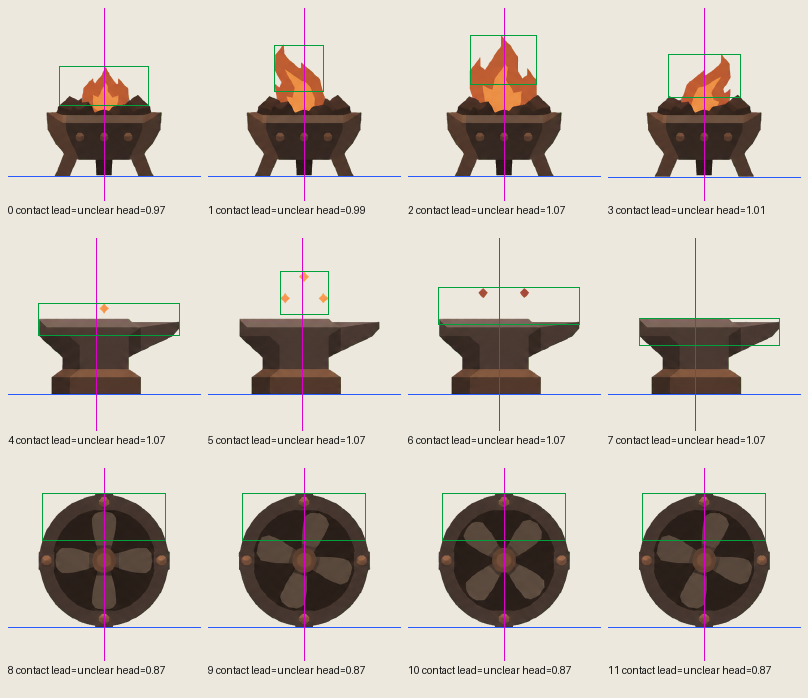 0 contact lead=unclear head=0.97
1 contact lead=unclear head=0.99
2 contact lead=unclear head=1.07
3 contact lead=unclear head=1.01
4 contact lead=unclear head=1.07
5 contact lead=unclear head=1.07
6 contact lead=unclear head=1.07
7 contact lead=unclear head=1.07
8 contact lead=unclear head=0.87
9 contact lead=unclear head=0.87
10 contact lead=unclear head=0.87
11 contact lead=unclear head=0.87